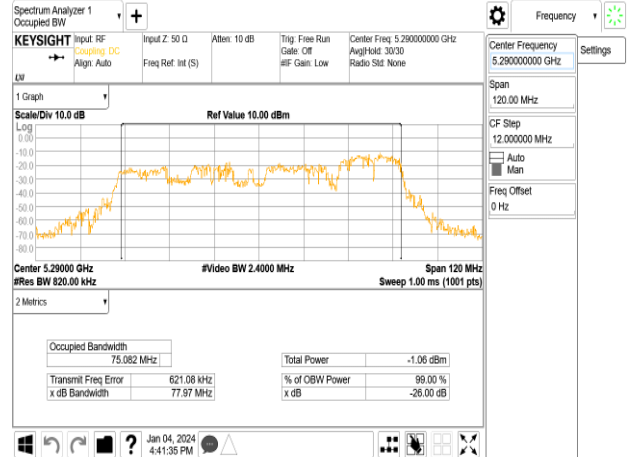 Spectrum Analyzer 1
Occupied BW
Frequency
KEYSIGHT
Input: RF
Coupling: DC
Align: Auto
Input Z: 50 Ω
Freq Ref: Int (S)
Atten: 10 dB
Trig: Free Run
Gate: Off
#IF Gain: Low
Center Freq: 5.290000000 GHz
Avg|Hold: 30/30
Radio Std: None
Center Frequency
5.290000000 GHz
Settings
Span
120.00 MHz
CF Step
12.000000 MHz
Auto
Man
Freq Offset
0 Hz
1 Graph
Scale/Div 10.0 dB
Ref Value 10.00 dBm
Log
0.00
-10.0
-20.0
-30.0
-40.0
-50.0
-60.0
-70.0
-80.0
Center 5.29000 GHz
#Video BW 2.4000 MHz
Span 120 MHz
#Res BW 820.00 kHz
Sweep 1.00 ms (1001 pts)
2 Metrics
Occupied Bandwidth
75.082 MHz
Total Power
-1.06 dBm
Transmit Freq Error
621.08 kHz
% of OBW Power
99.00 %
x dB Bandwidth
77.97 MHz
x dB
-26.00 dB
Jan 04, 2024
4:41:35 PM